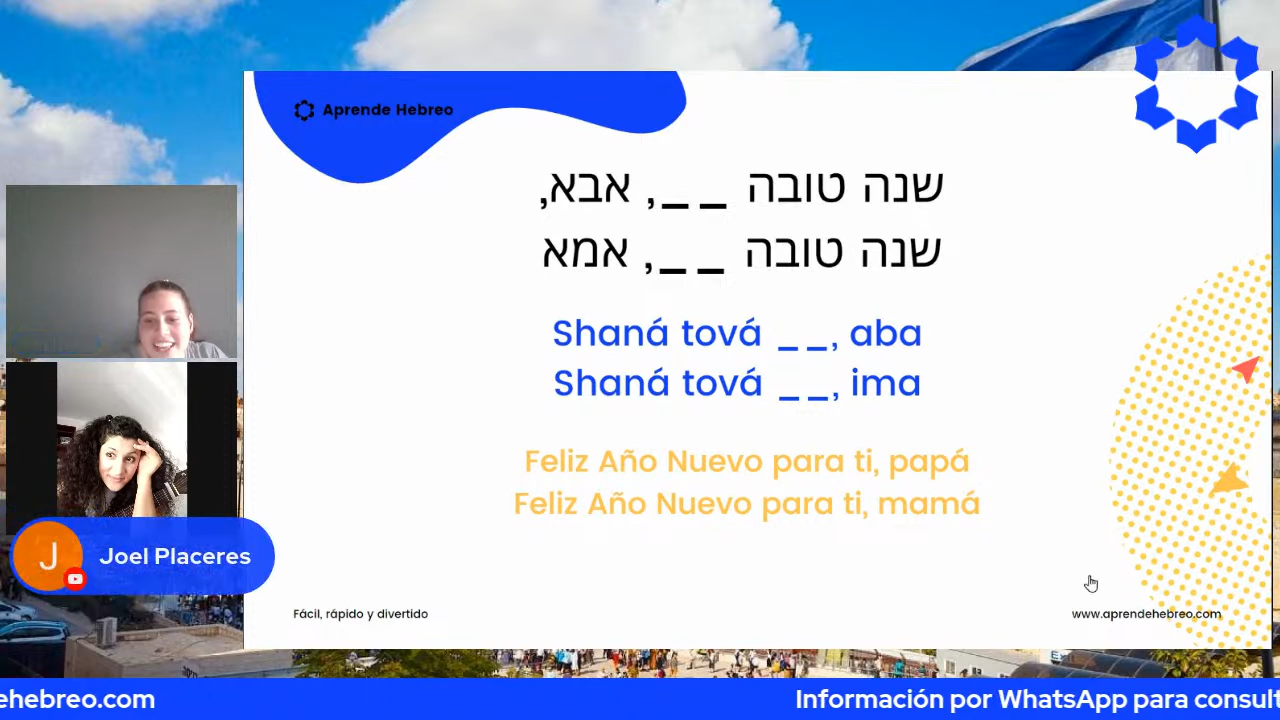 Aprende Hebreo
שנה טובה _ _, אבא,
שנה טובה _ _, אמא
Shaná tová _ _, aba
Shaná tová _ _, ima
Feliz Año Nuevo para ti, papá
Feliz Año Nuevo para ti, mamá
J
Joel Placeres
Fácil, rápido y divertido
www.aprendehebreo.com
ehebreo.com
Información por WhatsApp para consult